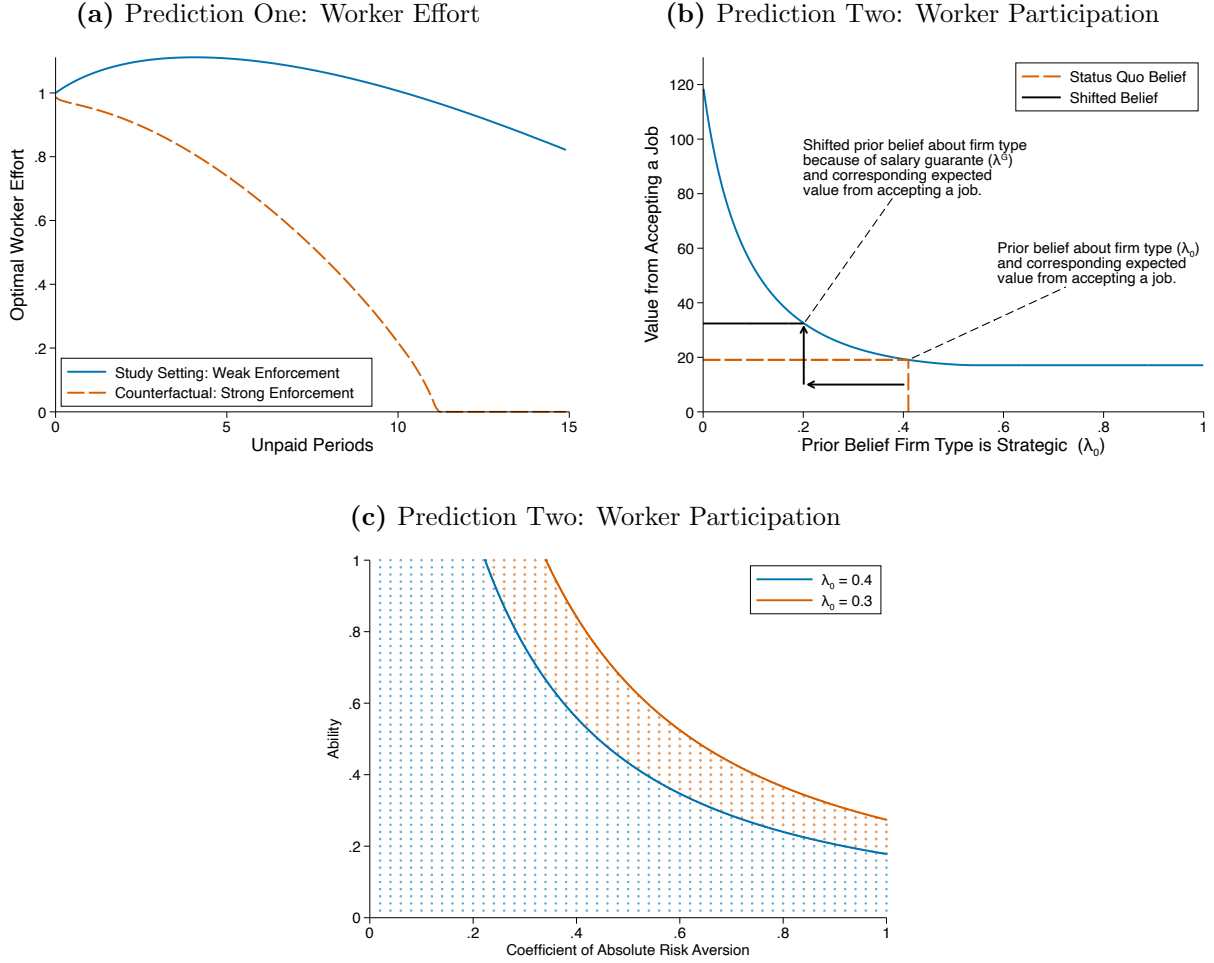 (a) Prediction One: Worker Effort
1
.8
.6
.4
.2
0
Optimal Worker Effort
Study Setting: Weak Enforcement
Counterfactual: Strong Enforcement
0
5
10
15
Unpaid Periods
(b) Prediction Two: Worker Participation
120
100
80
60
40
20
0
Value from Accepting a Job
Status Quo Belief
Shifted Belief
Shifted prior belief about firm type
because of salary guarante (λᴳ)
and corresponding expected
value from accepting a job.
Prior belief about firm type (λ₀)
and corresponding expected
value from accepting a job.
0
.2
.4
.6
.8
1
Prior Belief Firm Type is Strategic (λ₀)
(c) Prediction Two: Worker Participation
1
.8
.6
.4
.2
0
Ability
λ₀ = 0.4
λ₀ = 0.3
0
.2
.4
.6
.8
1
Coefficient of Absolute Risk Aversion